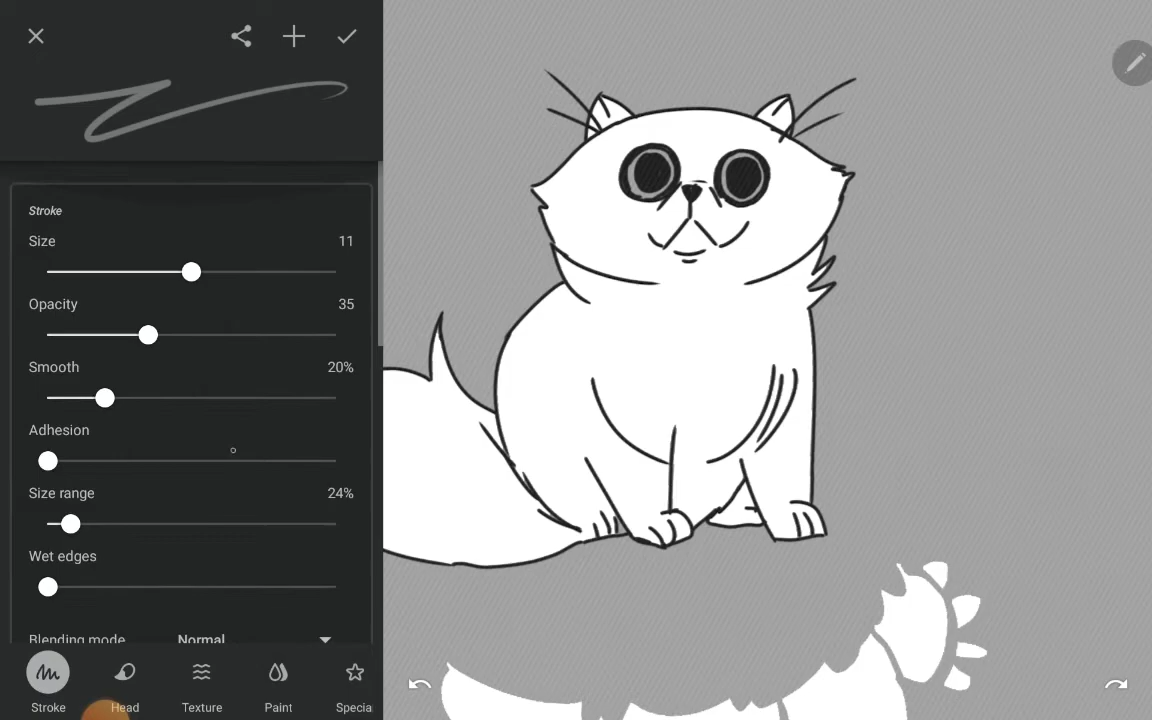 Stroke
Size 11
Opacity 35
Smooth 20%
Adhesion
Size range 24%
Wet edges
Blending mode Normal
Stroke Head Texture Paint Specia